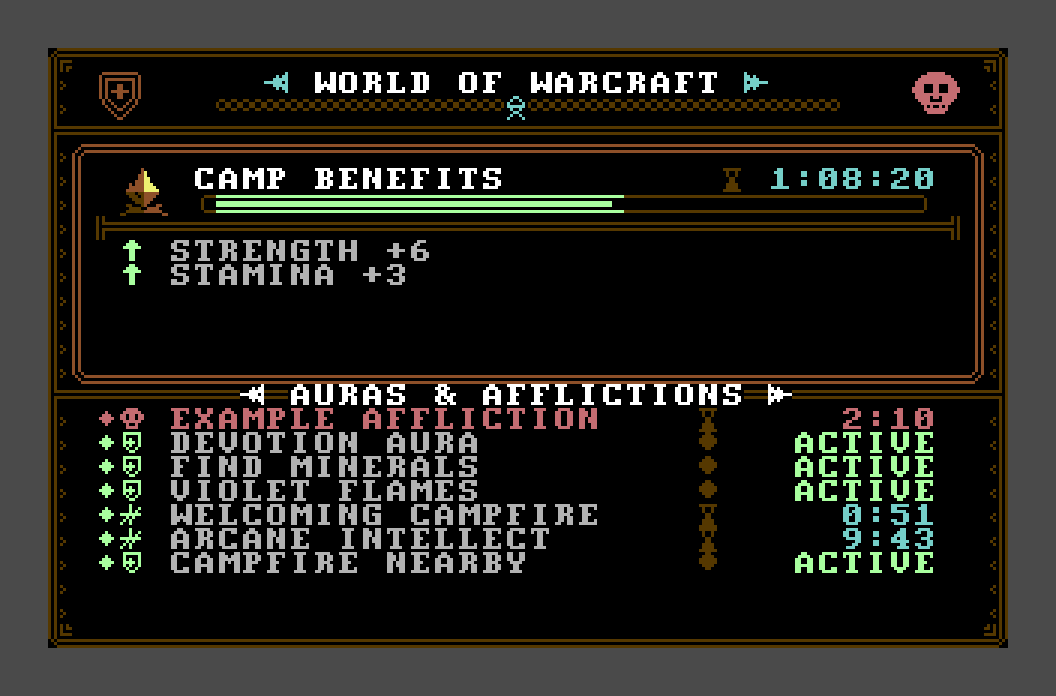 WORLD OF WARCRAFT
CAMP BENEFITS 1:08:20
STRENGTH +6
STAMINA +3
AURAS & AFFLICTIONS
EXAMPLE AFFLICTION 2:10
DEVOTION AURA ACTIVE
FIND MINERALS ACTIVE
VIOLET FLAMES ACTIVE
WELCOMING CAMPFIRE 0:51
ARCANE INTELLECT 9:43
CAMPFIRE NEARBY ACTIVE